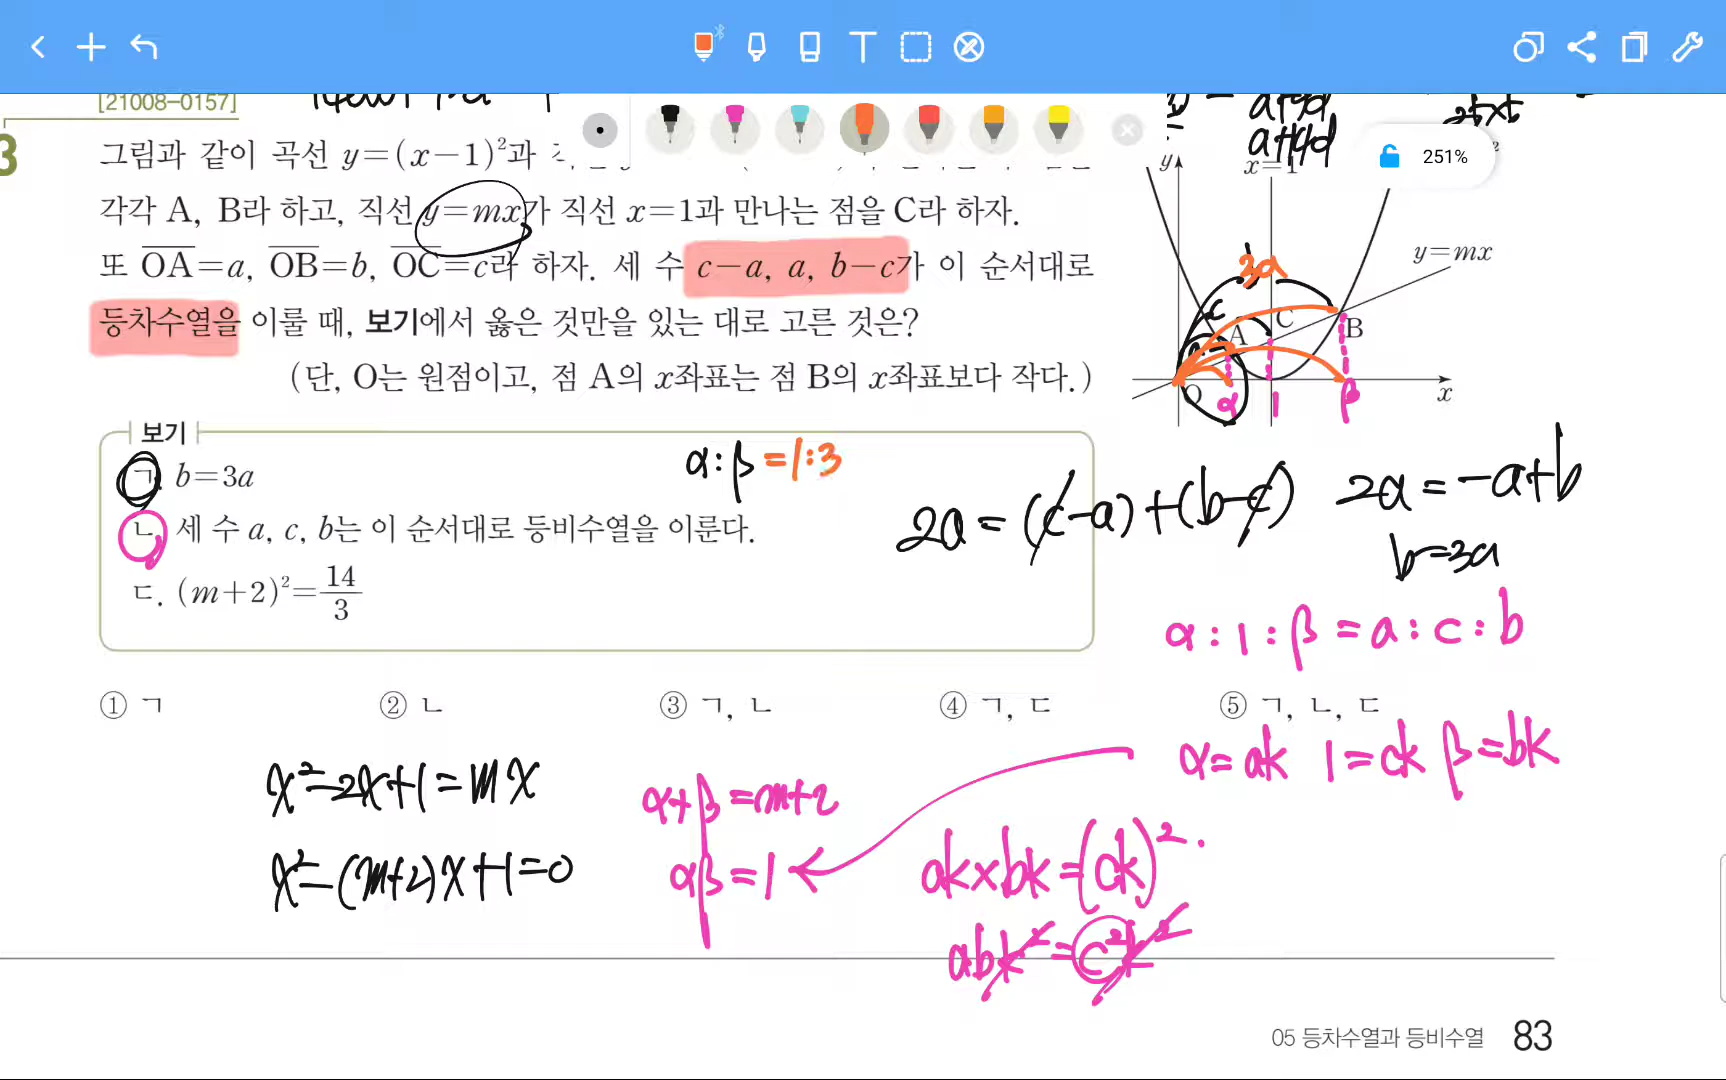 [21008-0157]
251%
3
그림과 같이 곡선 y=(x-1)²과
각각 A, B라 하고, 직선 y=mx가 직선 x=1과 만나는 점을 C라 하자.
또 OA=a, OB=b, OC=c라 하자. 세 수 c-a, a, b-c가 이 순서대로
등차수열을 이룰 때, 보기에서 옳은 것만을 있는 대로 고른 것은?
(단, O는 원점이고, 점 A의 x좌표는 점 B의 x좌표보다 작다.)
a+9d
a+4d
y
x=1
y=mx
3a
c
C
A
B
a
O
α
1
β
x
보기
ㄱ. b=3a
ㄴ. 세 수 a, c, b는 이 순서대로 등비수열을 이룬다.
ㄷ. (m+2)²=14/3
α:β=1:3
2a=(c-a)+(b-c)
2a=-a+b
b=3a
α:1:β=a:c:b
① ㄱ
② ㄴ
③ ㄱ, ㄴ
④ ㄱ, ㄷ
⑤ ㄱ, ㄴ, ㄷ
α=ak 1=ck β=bk
x²-2x+1=mx
x²-(m+2)x+1=0
α+β=m+2
αβ=1
ak×bk=(ck)²
abk²=c²k²
05 등차수열과 등비수열 83